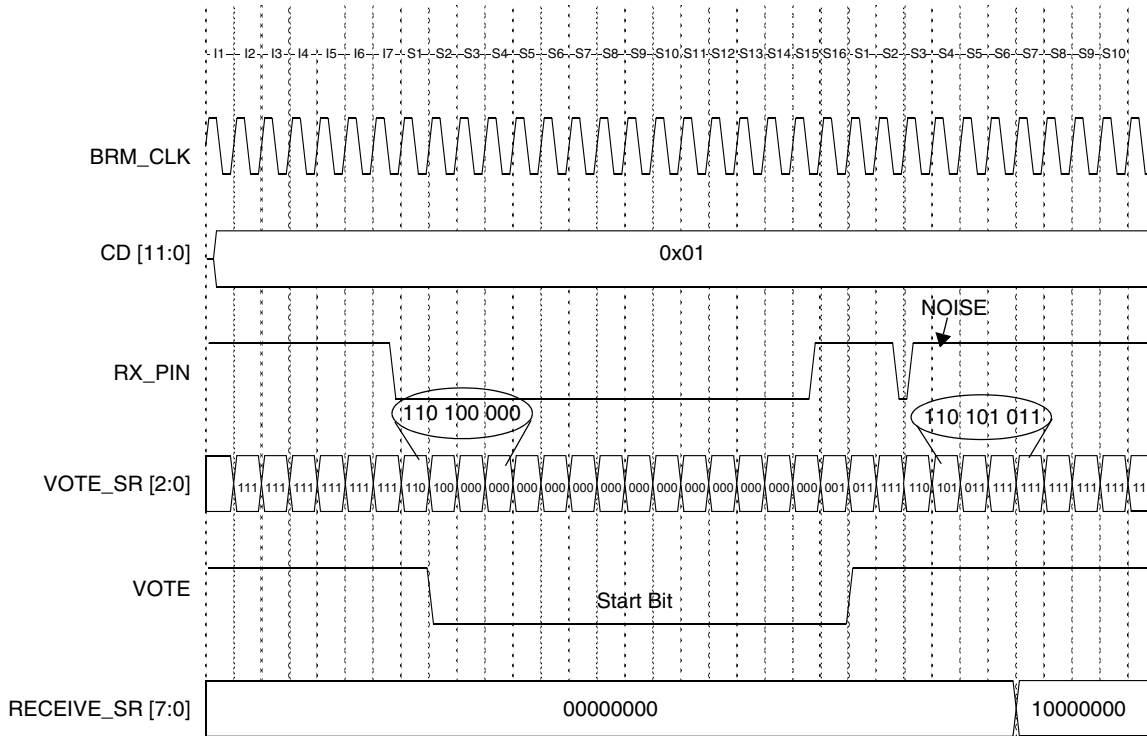 I1 I2 I3 I4 I5 I6 I7 S1 S2 S3 S4 S5 S6 S7 S8 S9 S10 S11 S12 S13 S14 S15 S16 S1 S2 S3 S4 S5 S6 S7 S8 S9 S10
BRM_CLK
CD [11:0] 0x01
NOISE
RX_PIN
110 100 000 110 101 011
VOTE_SR [2:0] 111 111 111 111 111 111 110 100 000 000 000 000 000 000 000 000 000 000 000 000 000 001 011 111 110 101 011 111 111 111 111 111 11
VOTE
Start Bit
RECEIVE_SR [7:0] 00000000 10000000